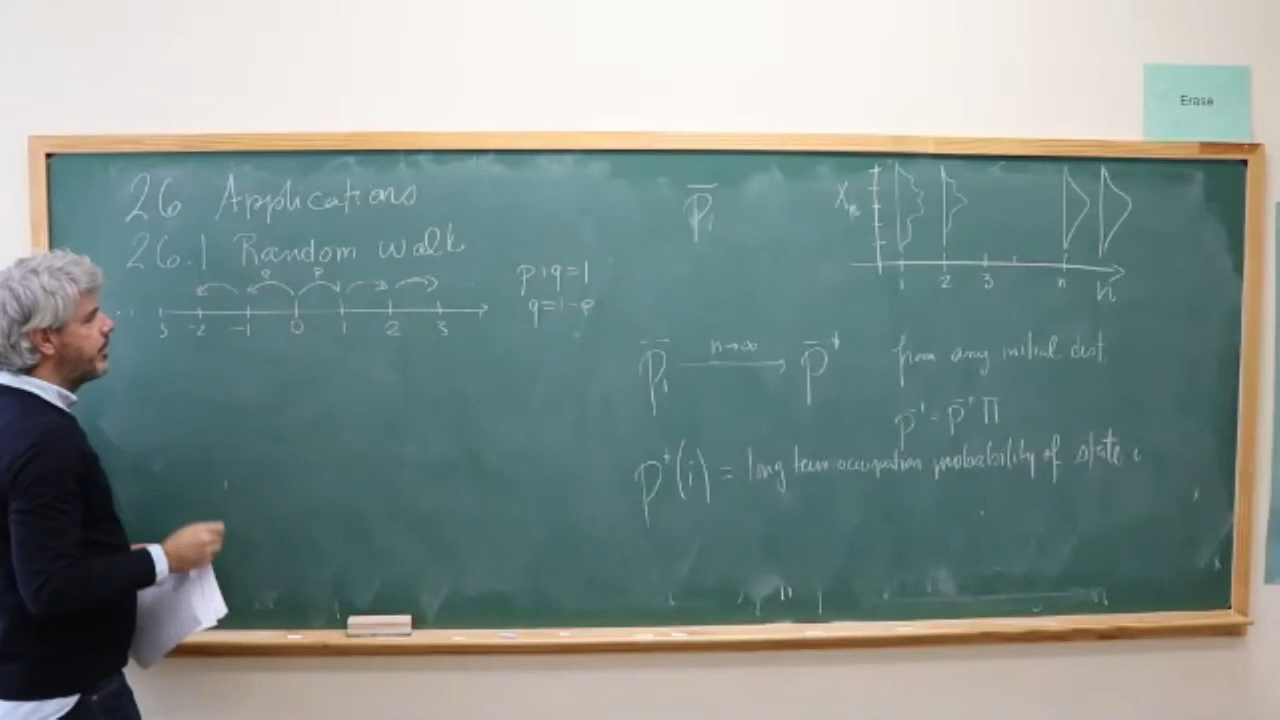 Erase
26 Applications
26.1 Random walk
q p
-2 -1 0 1 2 3
p+q=1
q=1-p
P̄₁
Xₙ
1 2 3 n
n
P̄₁ n→∞ P̄* from any initial dist.
P̄* = P̄* Π
P*(i) = long term occupation probability of state i